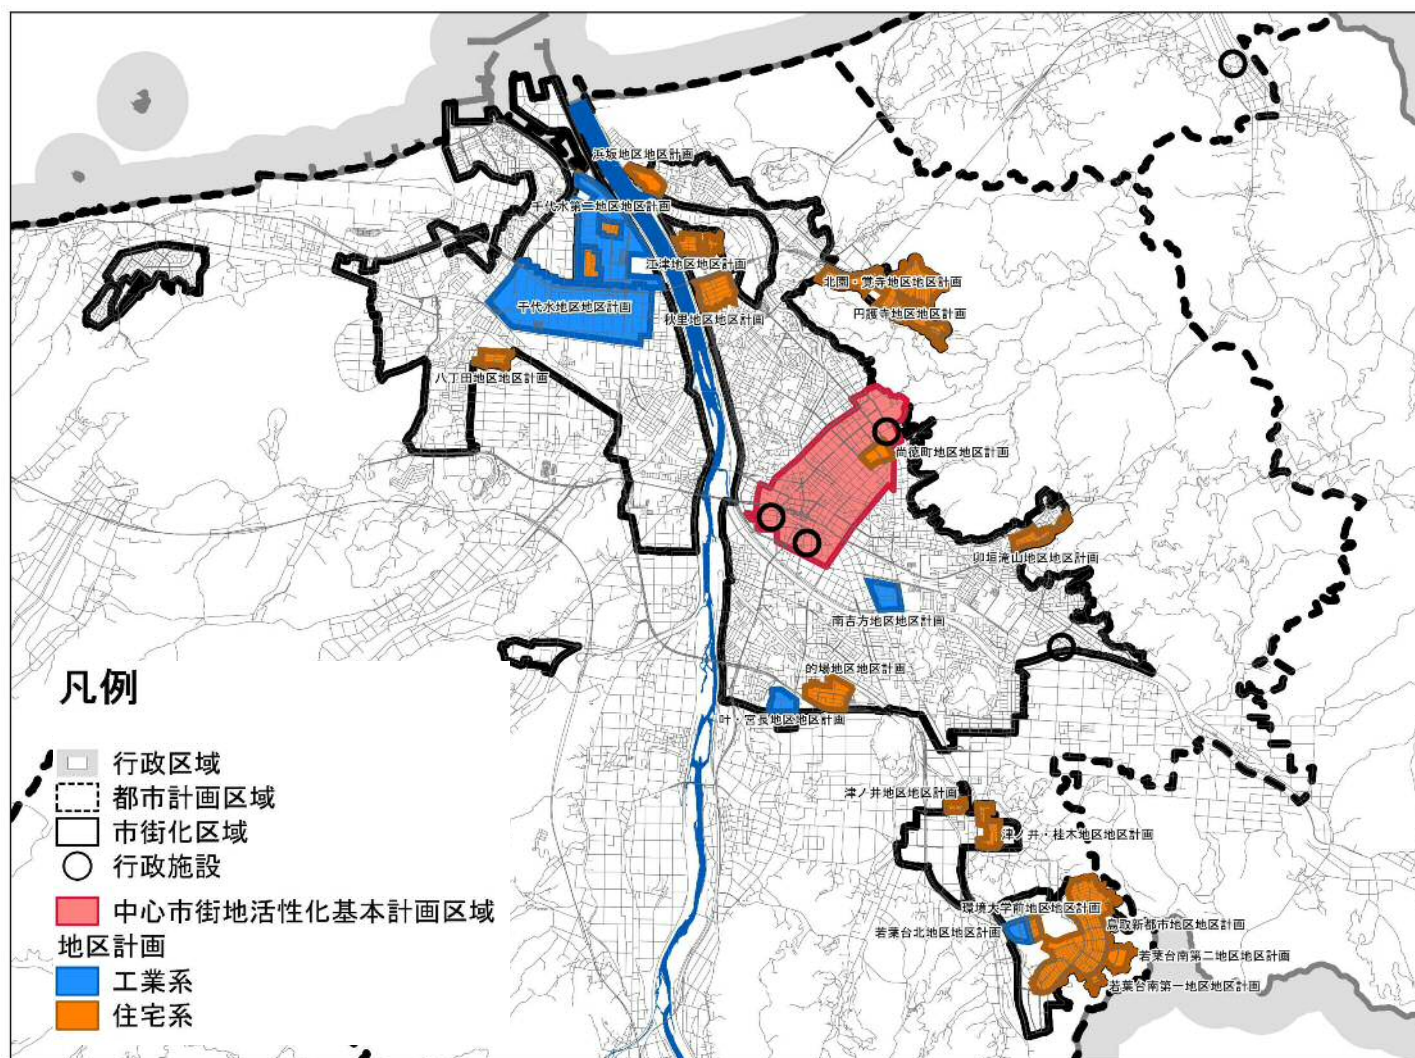 浜坂地区地区計画
千代水第二地区地区計画
江津地区地区計画
北園・覚寺地区地区計画
千代水地区地区計画
秋里地区地区計画
円護寺地区地区計画
八丁田地区地区計画
尚徳町地区地区計画
卯垣滝山地区地区計画
南吉方地区地区計画
的場地区地区計画
叶・宮長地区地区計画
津ノ井地区地区計画
津ノ井・桂木地区地区計画
環境大学前地区地区計画
鳥取新都市地区地区計画
若葉台北地区地区計画
若葉台南第二地区地区計画
若葉台南第一地区地区計画
凡例
行政区域
都市計画区域
市街化区域
行政施設
中心市街地活性化基本計画区域
地区計画
工業系
住宅系